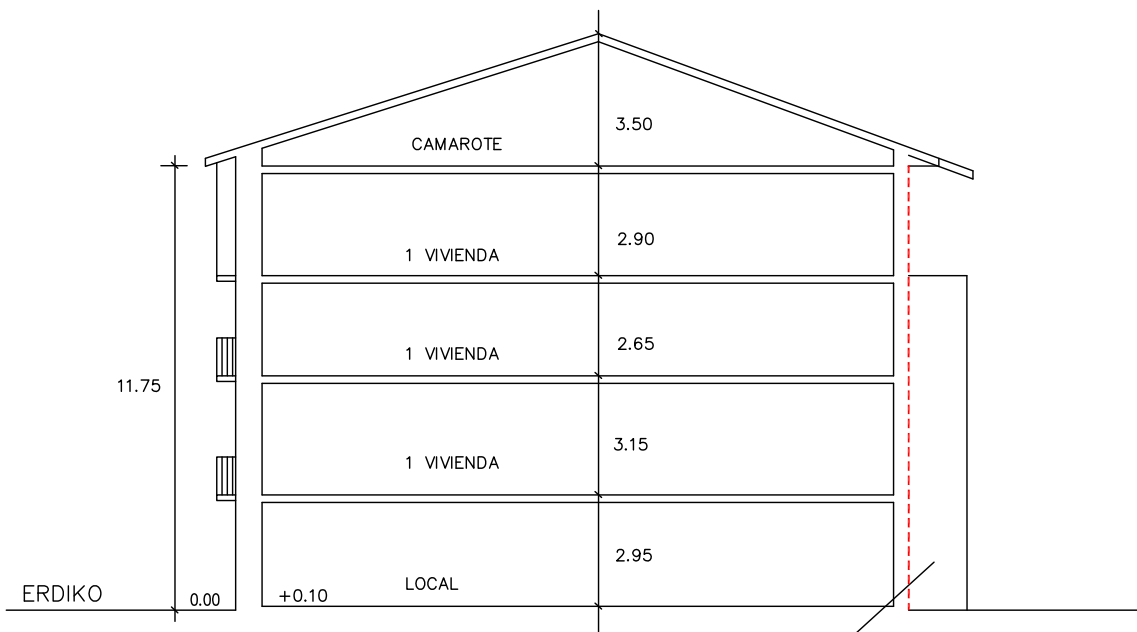 3.50
CAMAROTE
2.90
1 VIVIENDA
2.65
1 VIVIENDA
11.75
3.15
1 VIVIENDA
2.95
LOCAL
ERDIKO
0.00
+0.10